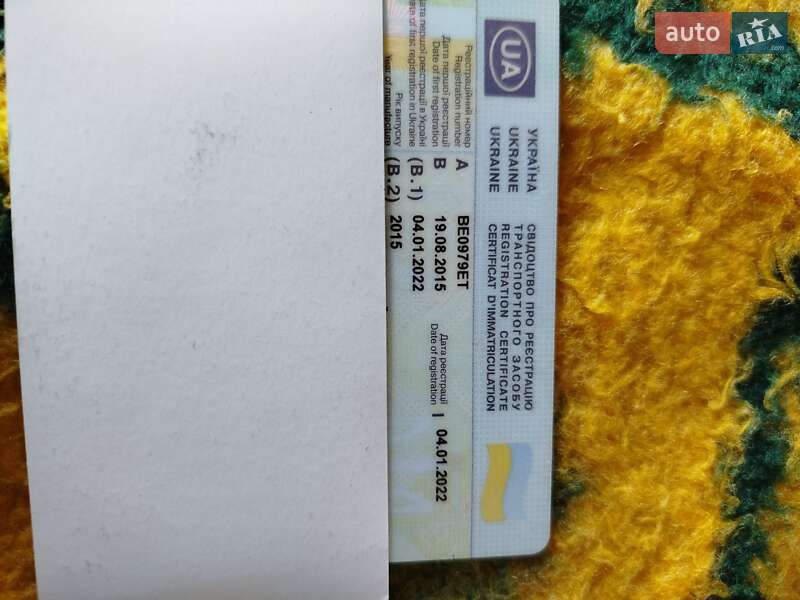 auto RIA.com
UA
УКРАЇНА
UKRAINE
UKRAINE
СВІДОЦТВО ПРО РЕЄСТРАЦІЮ
ТРАНСПОРТНОГО ЗАСОБУ
REGISTRATION CERTIFICATE
CERTIFICAT D'IMMATRICULATION
Реєстраційний номер
Registration number A BE0979ET
Дата першої реєстрації
Date of first registration B 19.08.2015
Дата реєстрації
Date of registration I 04.01.2022
Дата першої реєстрації в Україні
Date of first registration in Ukraine (B.1) 04.01.2022
Рік випуску
Year of manufacture (B.2) 2015